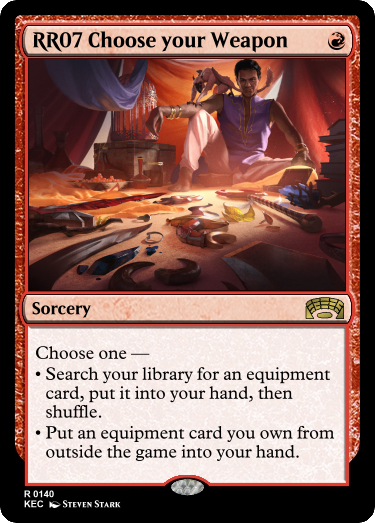 RR07 Choose your Weapon
Sorcery
Choose one —
• Search your library for an equipment
card, put it into your hand, then
shuffle.
• Put an equipment card you own from
outside the game into your hand.
R 0140
KEC Steven Stark